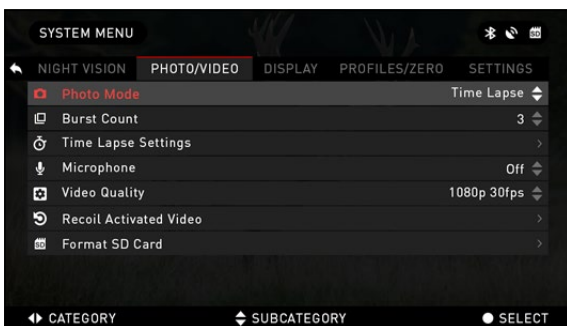 SYSTEM MENU
NIGHT VISION PHOTO/VIDEO DISPLAY PROFILES/ZERO SETTINGS
Photo Mode Time Lapse
Burst Count 3
Time Lapse Settings
Microphone Off
Video Quality 1080p 30fps
Recoil Activated Video
SD Format SD Card
CATEGORY SUBCATEGORY SELECT